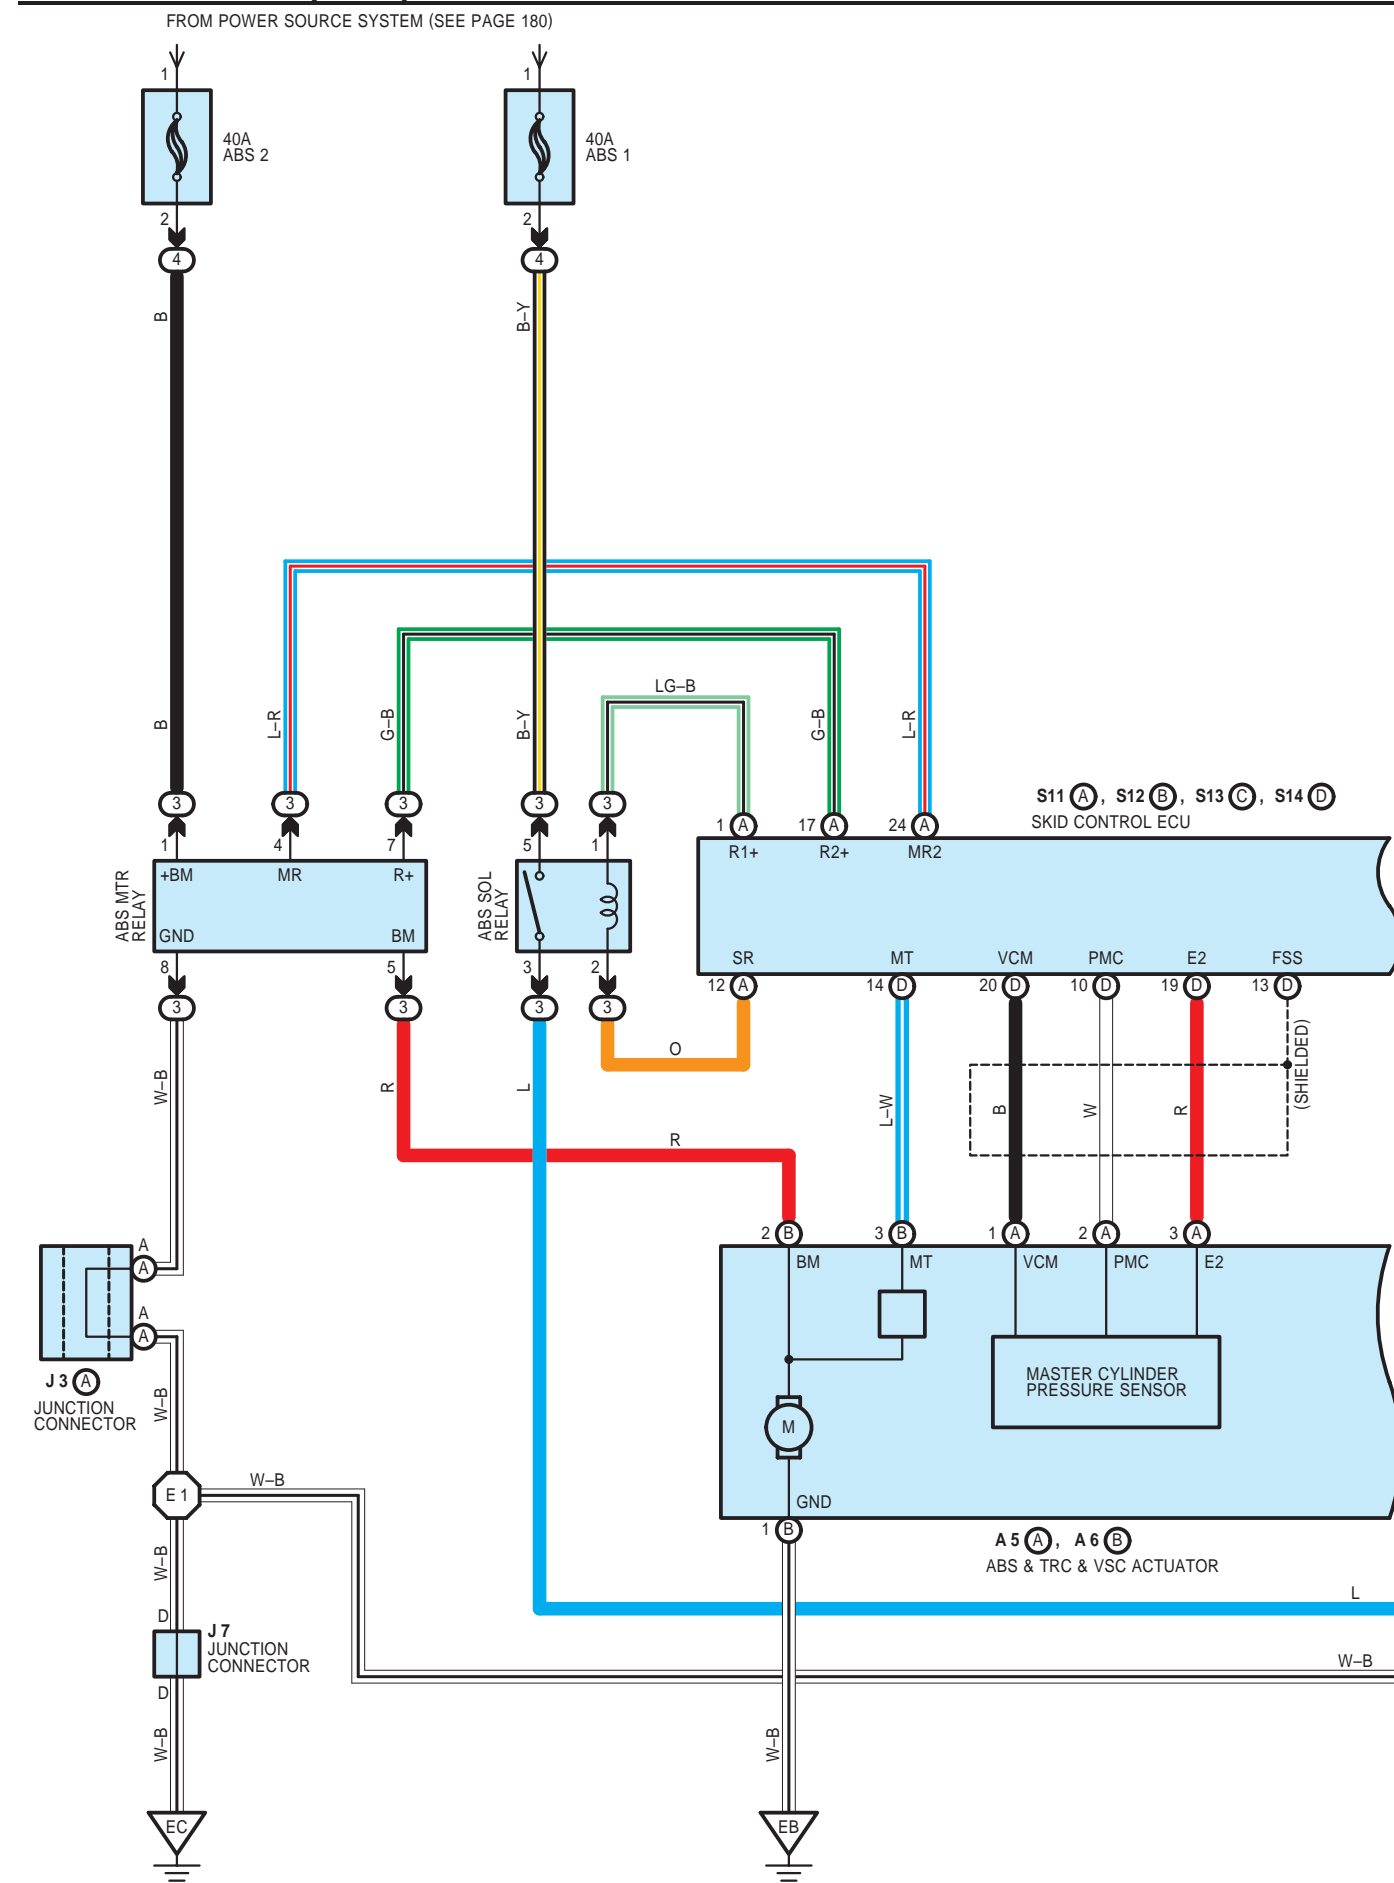 FROM POWER SOURCE SYSTEM (SEE PAGE 180)
1
1
40A
ABS 2
40A
ABS 1
2
2
4
4
B
B–Y
LG–B
B
L–R
G–B
B–Y
G–B
L–R
3
3
3
3
3
S11 A, S12 B, S13 C, S14 D
SKID CONTROL ECU
1 A
17 A
24 A
1
4
7
5
1
R1+
R2+
MR2
+BM
MR
R+
ABS MTR
RELAY
ABS SOL
RELAY
GND
BM
SR
MT
VCM
PMC
E2
FSS
8
5
3
2
12 A
14 D
20 D
10 D
19 D
13 D
3
3
3
3
O
(SHIELDED)
W–B
R
L
L–W
B
W
R
R
2 B
3 B
1 A
2 A
3 A
A
A
BM
MT
VCM
PMC
E2
A
A
MASTER CYLINDER
PRESSURE SENSOR
J 3 A
JUNCTION
CONNECTOR
W–B
M
W–B
E 1
GND
1 B
A 5 A, A 6 B
ABS & TRC & VSC ACTUATOR
W–B
L
D
J 7
JUNCTION
CONNECTOR
W–B
D
W–B
W–B
EC
EB